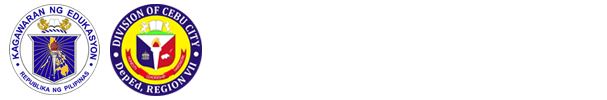 KAGAWARAN NG EDUKASYON
REPUBLIKA NG PILIPINAS
DIVISION OF CEBU CITY
DepEd, REGION VII